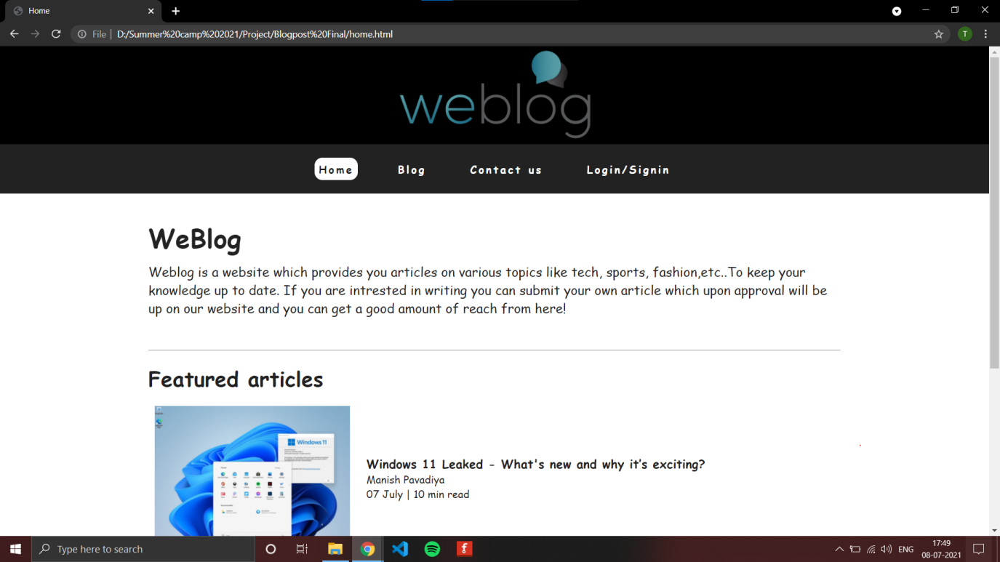 Home
File | D:/Summer%20camp%202021/Project/Blogpost%20Final/home.html
T
weblog
Home Blog Contact us Login/Signin
WeBlog
Weblog is a website which provides you articles on various topics like tech, sports, fashion,etc..To keep your
knowledge up to date. If you are intrested in writing you can submit your own article which upon approval will be
up on our website and you can get a good amount of reach from here!
Featured articles
Windows 11
Windows 11 Leaked - What's new and why it's exciting?
Manish Pavadiya
07 July | 10 min read
Type here to search
ENG
17:49
08-07-2021